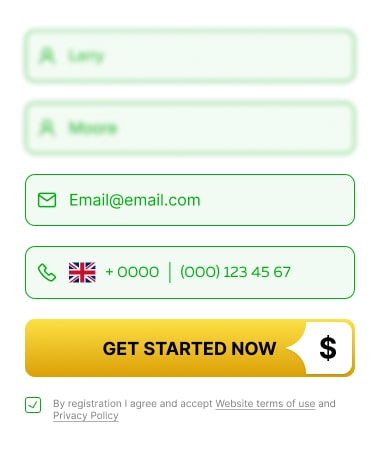 Moore
Email@email.com
+ 0000 | (000) 123 45 67
GET STARTED NOW $
By registration I agree and accept Website terms of use and
Privacy Policy